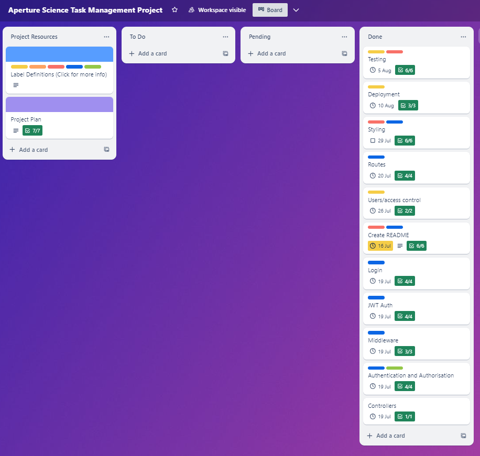 Aperture Science Task Management Project
Workspace visible
Board
Project Resources
Label Definitions (Click for more info)
Project Plan
7/7
+ Add a card
To Do
+ Add a card
Pending
+ Add a card
Done
Testing
5 Aug 6/6
Deployment
10 Aug 3/3
Styling
29 Jul 6/6
Routes
20 Jul 4/4
Users/access control
26 Jul 2/2
Create README
16 Jul 6/6
Login
19 Jul 4/4
JWT Auth
19 Jul 4/4
Middleware
19 Jul 3/3
Authentication and Authorisation
19 Jul 4/4
Controllers
19 Jul 1/1
+ Add a card